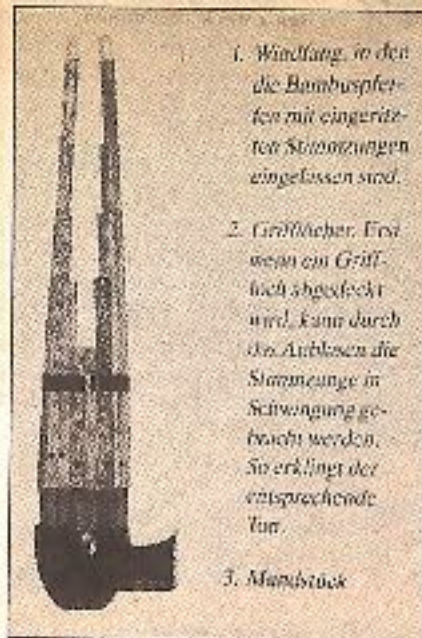 1. Windfang, in den
die Bambuspfei-
fen mit eingeritz-
ten Stimmzungen
eingelassen sind.
2. Grifflöcher. Erst
wenn ein Griff-
loch abgedeckt
wird, kann durch
das Anblasen die
Stimmzunge in
Schwingung ge-
bracht werden.
So erklingt der
entsprechende
Ton.
3. Mundstück